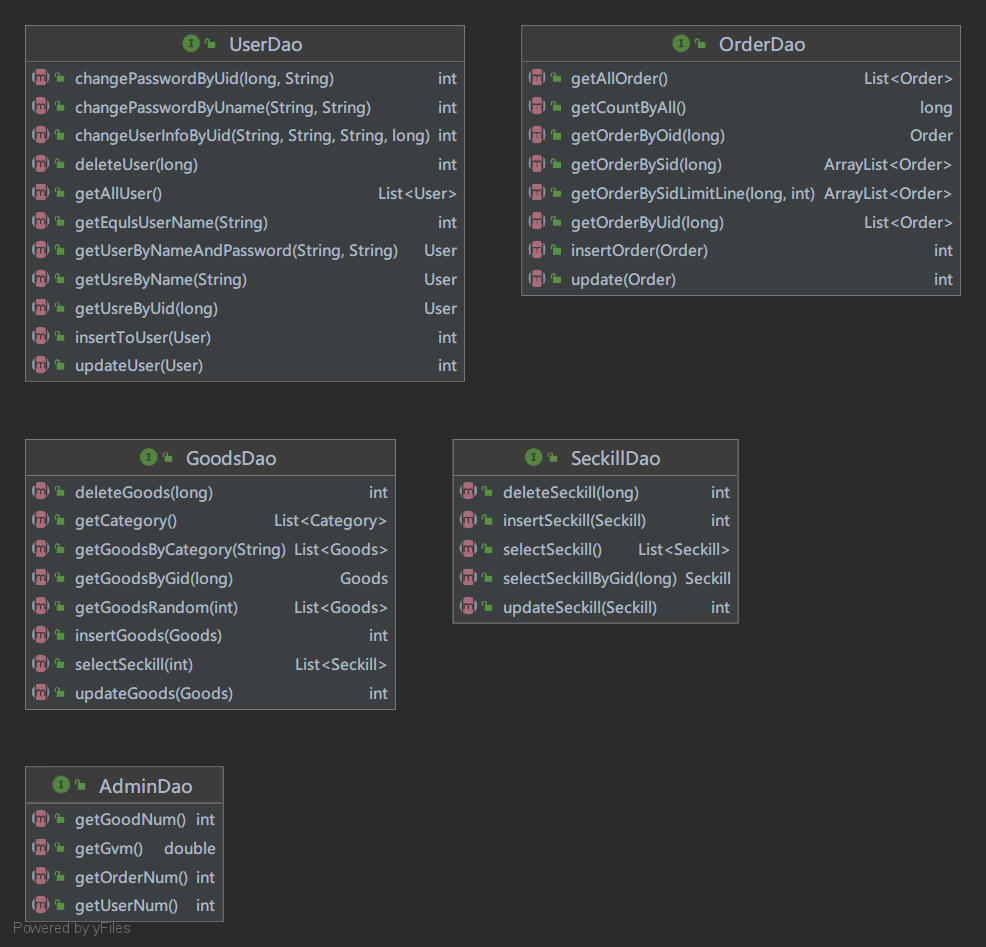 UserDao
changePasswordByUid(long, String) int
changePasswordByUname(String, String) int
changeUserInfoByUid(String, String, String, long) int
deleteUser(long) int
getAllUser() List<User>
getEqulsUserName(String) int
getUserByNameAndPassword(String, String) User
getUsreByName(String) User
getUsreByUid(long) User
insertToUser(User) int
updateUser(User) int
OrderDao
getAllOrder() List<Order>
getCountByAll() long
getOrderByOid(long) Order
getOrderBySid(long) ArrayList<Order>
getOrderBySidLimitLine(long, int) ArrayList<Order>
getOrderByUid(long) List<Order>
insertOrder(Order) int
update(Order) int
GoodsDao
deleteGoods(long) int
getCategory() List<Category>
getGoodsByCategory(String) List<Goods>
getGoodsByGid(long) Goods
getGoodsRandom(int) List<Goods>
insertGoods(Goods) int
selectSeckill(int) List<Seckill>
updateGoods(Goods) int
SeckillDao
deleteSeckill(long) int
insertSeckill(Seckill) int
selectSeckill() List<Seckill>
selectSeckillByGid(long) Seckill
updateSeckill(Seckill) int
AdminDao
getGoodNum() int
getGvm() double
getOrderNum() int
getUserNum() int
Powered by yFiles